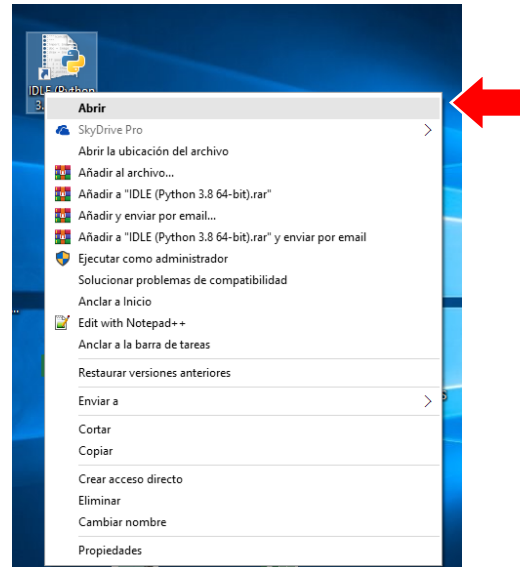 IDLE (Python
3.
Abrir
SkyDrive Pro
Abrir la ubicación del archivo
Añadir al archivo...
Añadir a "IDLE (Python 3.8 64-bit).rar"
Añadir y enviar por email...
Añadir a "IDLE (Python 3.8 64-bit).rar" y enviar por email
Ejecutar como administrador
Solucionar problemas de compatibilidad
Anclar a Inicio
Edit with Notepad++
Anclar a la barra de tareas
Restaurar versiones anteriores
Enviar a
Cortar
Copiar
Crear acceso directo
Eliminar
Cambiar nombre
Propiedades